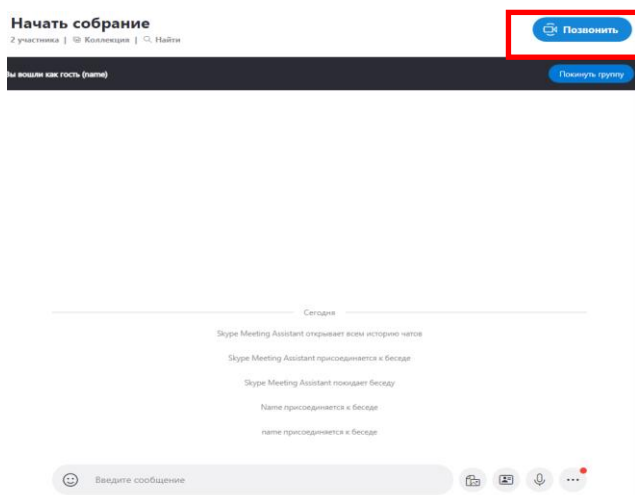 Начать собрание
2 участника | Коллекция | Найти
Позвонить
Вы вошли как гость (name)
Покинуть группу
Сегодня
Skype Meeting Assistant открывает всем историю чатов
Skype Meeting Assistant присоединяется к беседе
Skype Meeting Assistant покидает беседу
Name присоединяется к беседе
name присоединяется к беседе
Введите сообщение